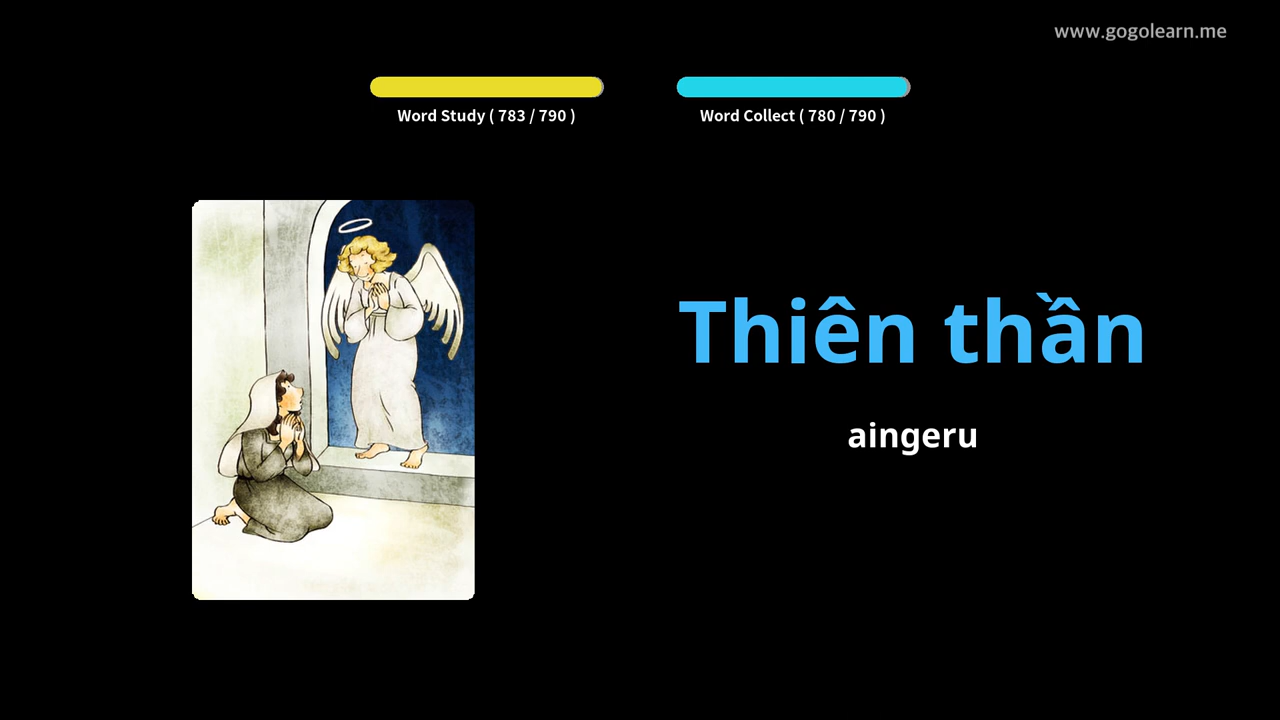 www.gogolearn.me
Word Study ( 783 / 790 )
Word Collect ( 780 / 790 )
Thiên thần
aingeru